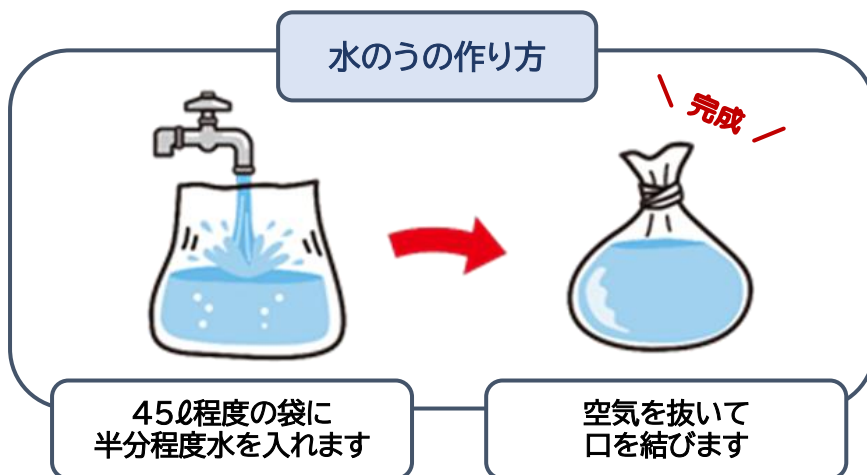 水のうの作り方
完成
45ℓ程度の袋に
半分程度水を入れます
空気を抜いて
口を結びます